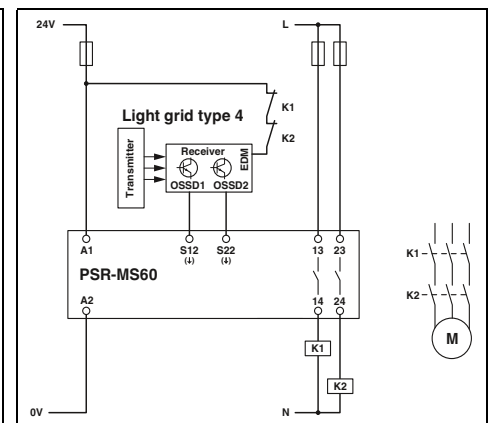 24V
L
K1
K2
Light grid type 4
Transmitter
Receiver
EDM
OSSD1 OSSD2
A1 S12 S22 13 23
(↓) (↓)
PSR-MS60
A2 14 24
K1
K2
M
K1
K2
0V N